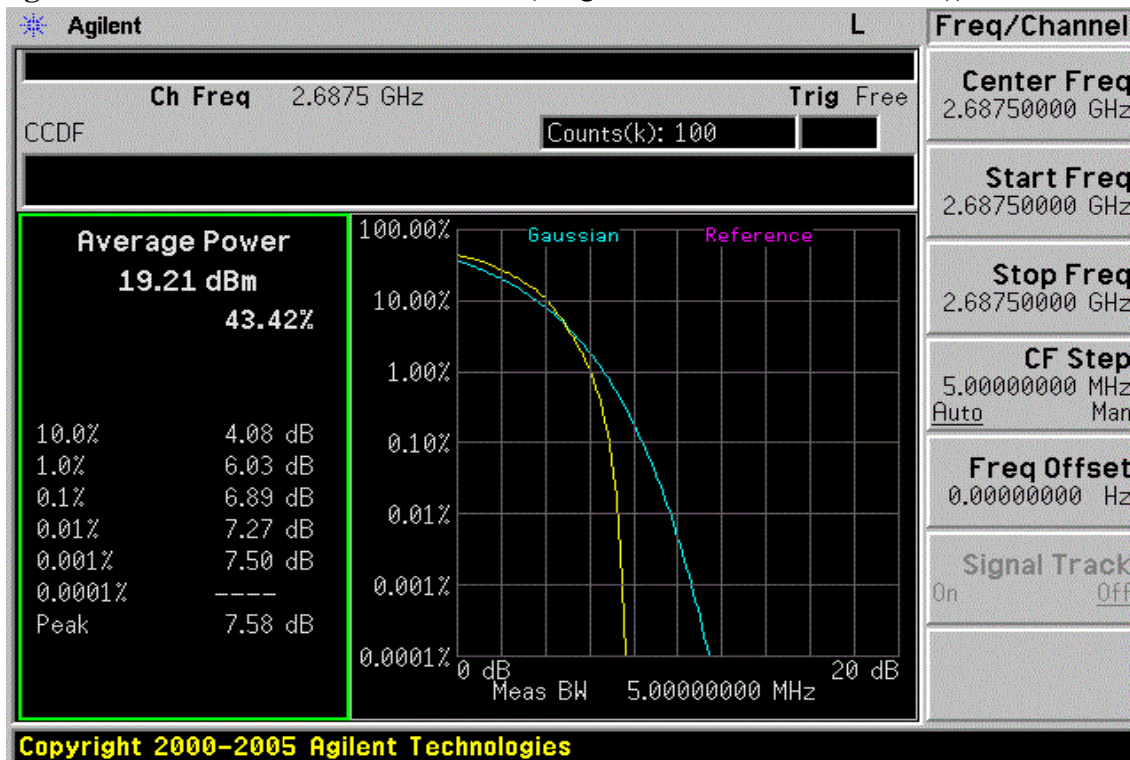 Agilent L
Freq/Channel
Ch Freq 2.6875 GHz Trig Free
CCDF Counts(k): 100
Average Power
19.21 dBm
43.42%
10.0% 4.08 dB
1.0% 6.03 dB
0.1% 6.89 dB
0.01% 7.27 dB
0.001% 7.50 dB
0.0001% ----
Peak 7.58 dB
Gaussian Reference
100.00%
10.00%
1.00%
0.10%
0.01%
0.001%
0.0001%
0 dB 20 dB
Meas BW 5.00000000 MHz
Center Freq
2.68750000 GHz
Start Freq
2.68750000 GHz
Stop Freq
2.68750000 GHz
CF Step
5.00000000 MHz
Auto Man
Freq Offset
0.00000000 Hz
Signal Track
On Off
Copyright 2000-2005 Agilent Technologies